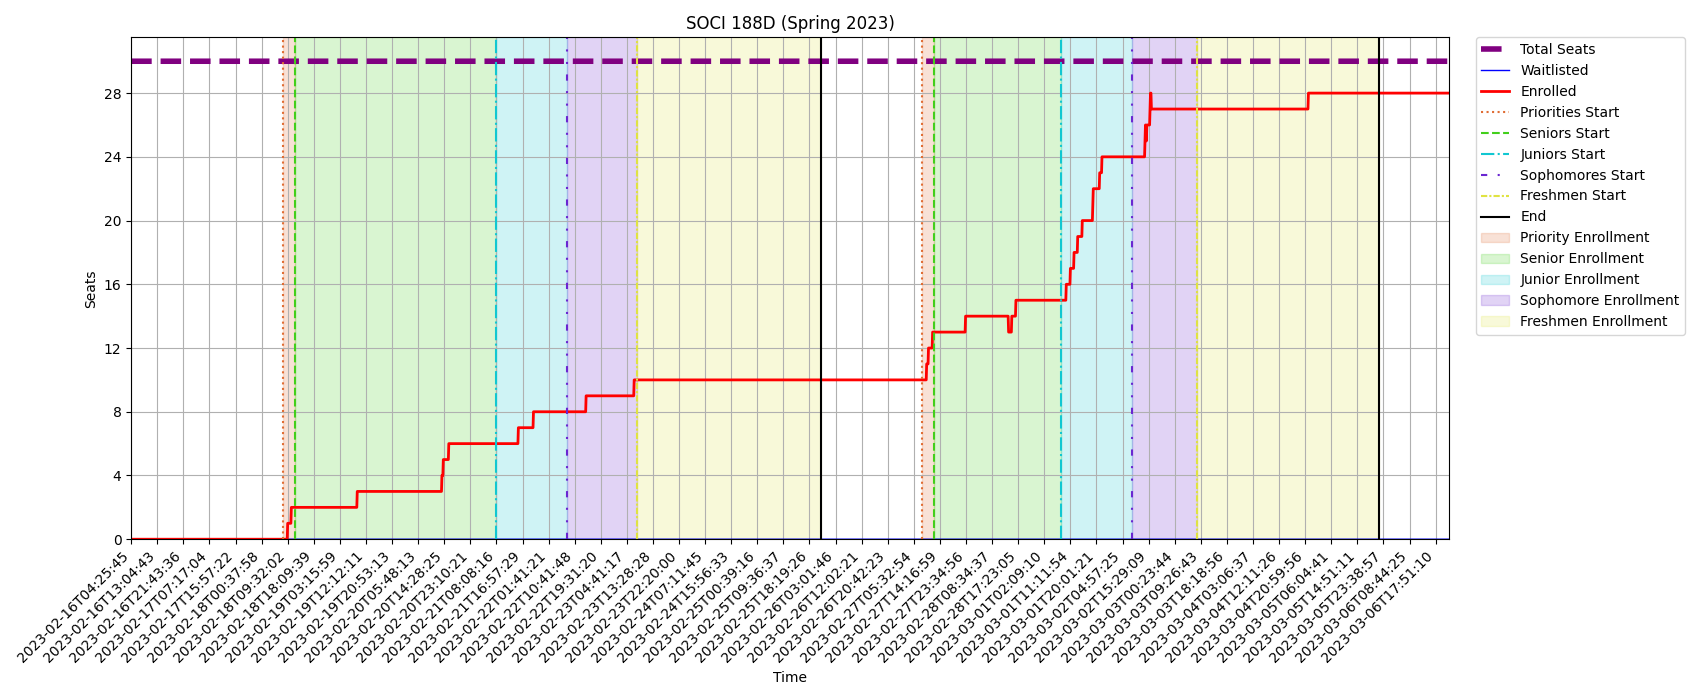 SOCI 188D (Spring 2023)
Total Seats
Waitlisted
Enrolled
Priorities Start
Seniors Start
Juniors Start
Sophomores Start
Freshmen Start
End
Priority Enrollment
Senior Enrollment
Junior Enrollment
Sophomore Enrollment
Freshmen Enrollment
Seats
28
24
20
16
12
8
4
0
2023-02-16T04:25:45
2023-02-16T13:04:43
2023-02-16T21:43:36
2023-02-17T07:17:04
2023-02-17T15:57:22
2023-02-18T00:37:58
2023-02-18T09:32:02
2023-02-18T18:09:39
2023-02-19T03:15:59
2023-02-19T12:12:11
2023-02-19T20:53:13
2023-02-20T05:48:13
2023-02-20T14:28:25
2023-02-20T23:10:21
2023-02-21T08:08:16
2023-02-21T16:57:29
2023-02-22T01:41:21
2023-02-22T10:41:48
2023-02-22T19:31:20
2023-02-23T04:41:17
2023-02-23T13:28:28
2023-02-23T22:20:00
2023-02-24T07:11:45
2023-02-24T15:56:33
2023-02-25T00:39:16
2023-02-25T09:36:37
2023-02-25T18:19:26
2023-02-26T03:01:46
2023-02-26T12:02:21
2023-02-26T20:42:23
2023-02-27T05:32:54
2023-02-27T14:16:59
2023-02-27T23:34:56
2023-02-28T08:34:37
2023-02-28T17:23:05
2023-03-01T02:09:10
2023-03-01T11:11:54
2023-03-01T20:01:21
2023-03-02T04:57:25
2023-03-02T15:29:09
2023-03-03T00:23:44
2023-03-03T09:26:43
2023-03-03T18:18:56
2023-03-04T03:06:37
2023-03-04T12:11:26
2023-03-04T20:59:56
2023-03-05T06:04:41
2023-03-05T14:51:11
2023-03-05T23:38:57
2023-03-06T08:44:25
2023-03-06T17:51:10
Time